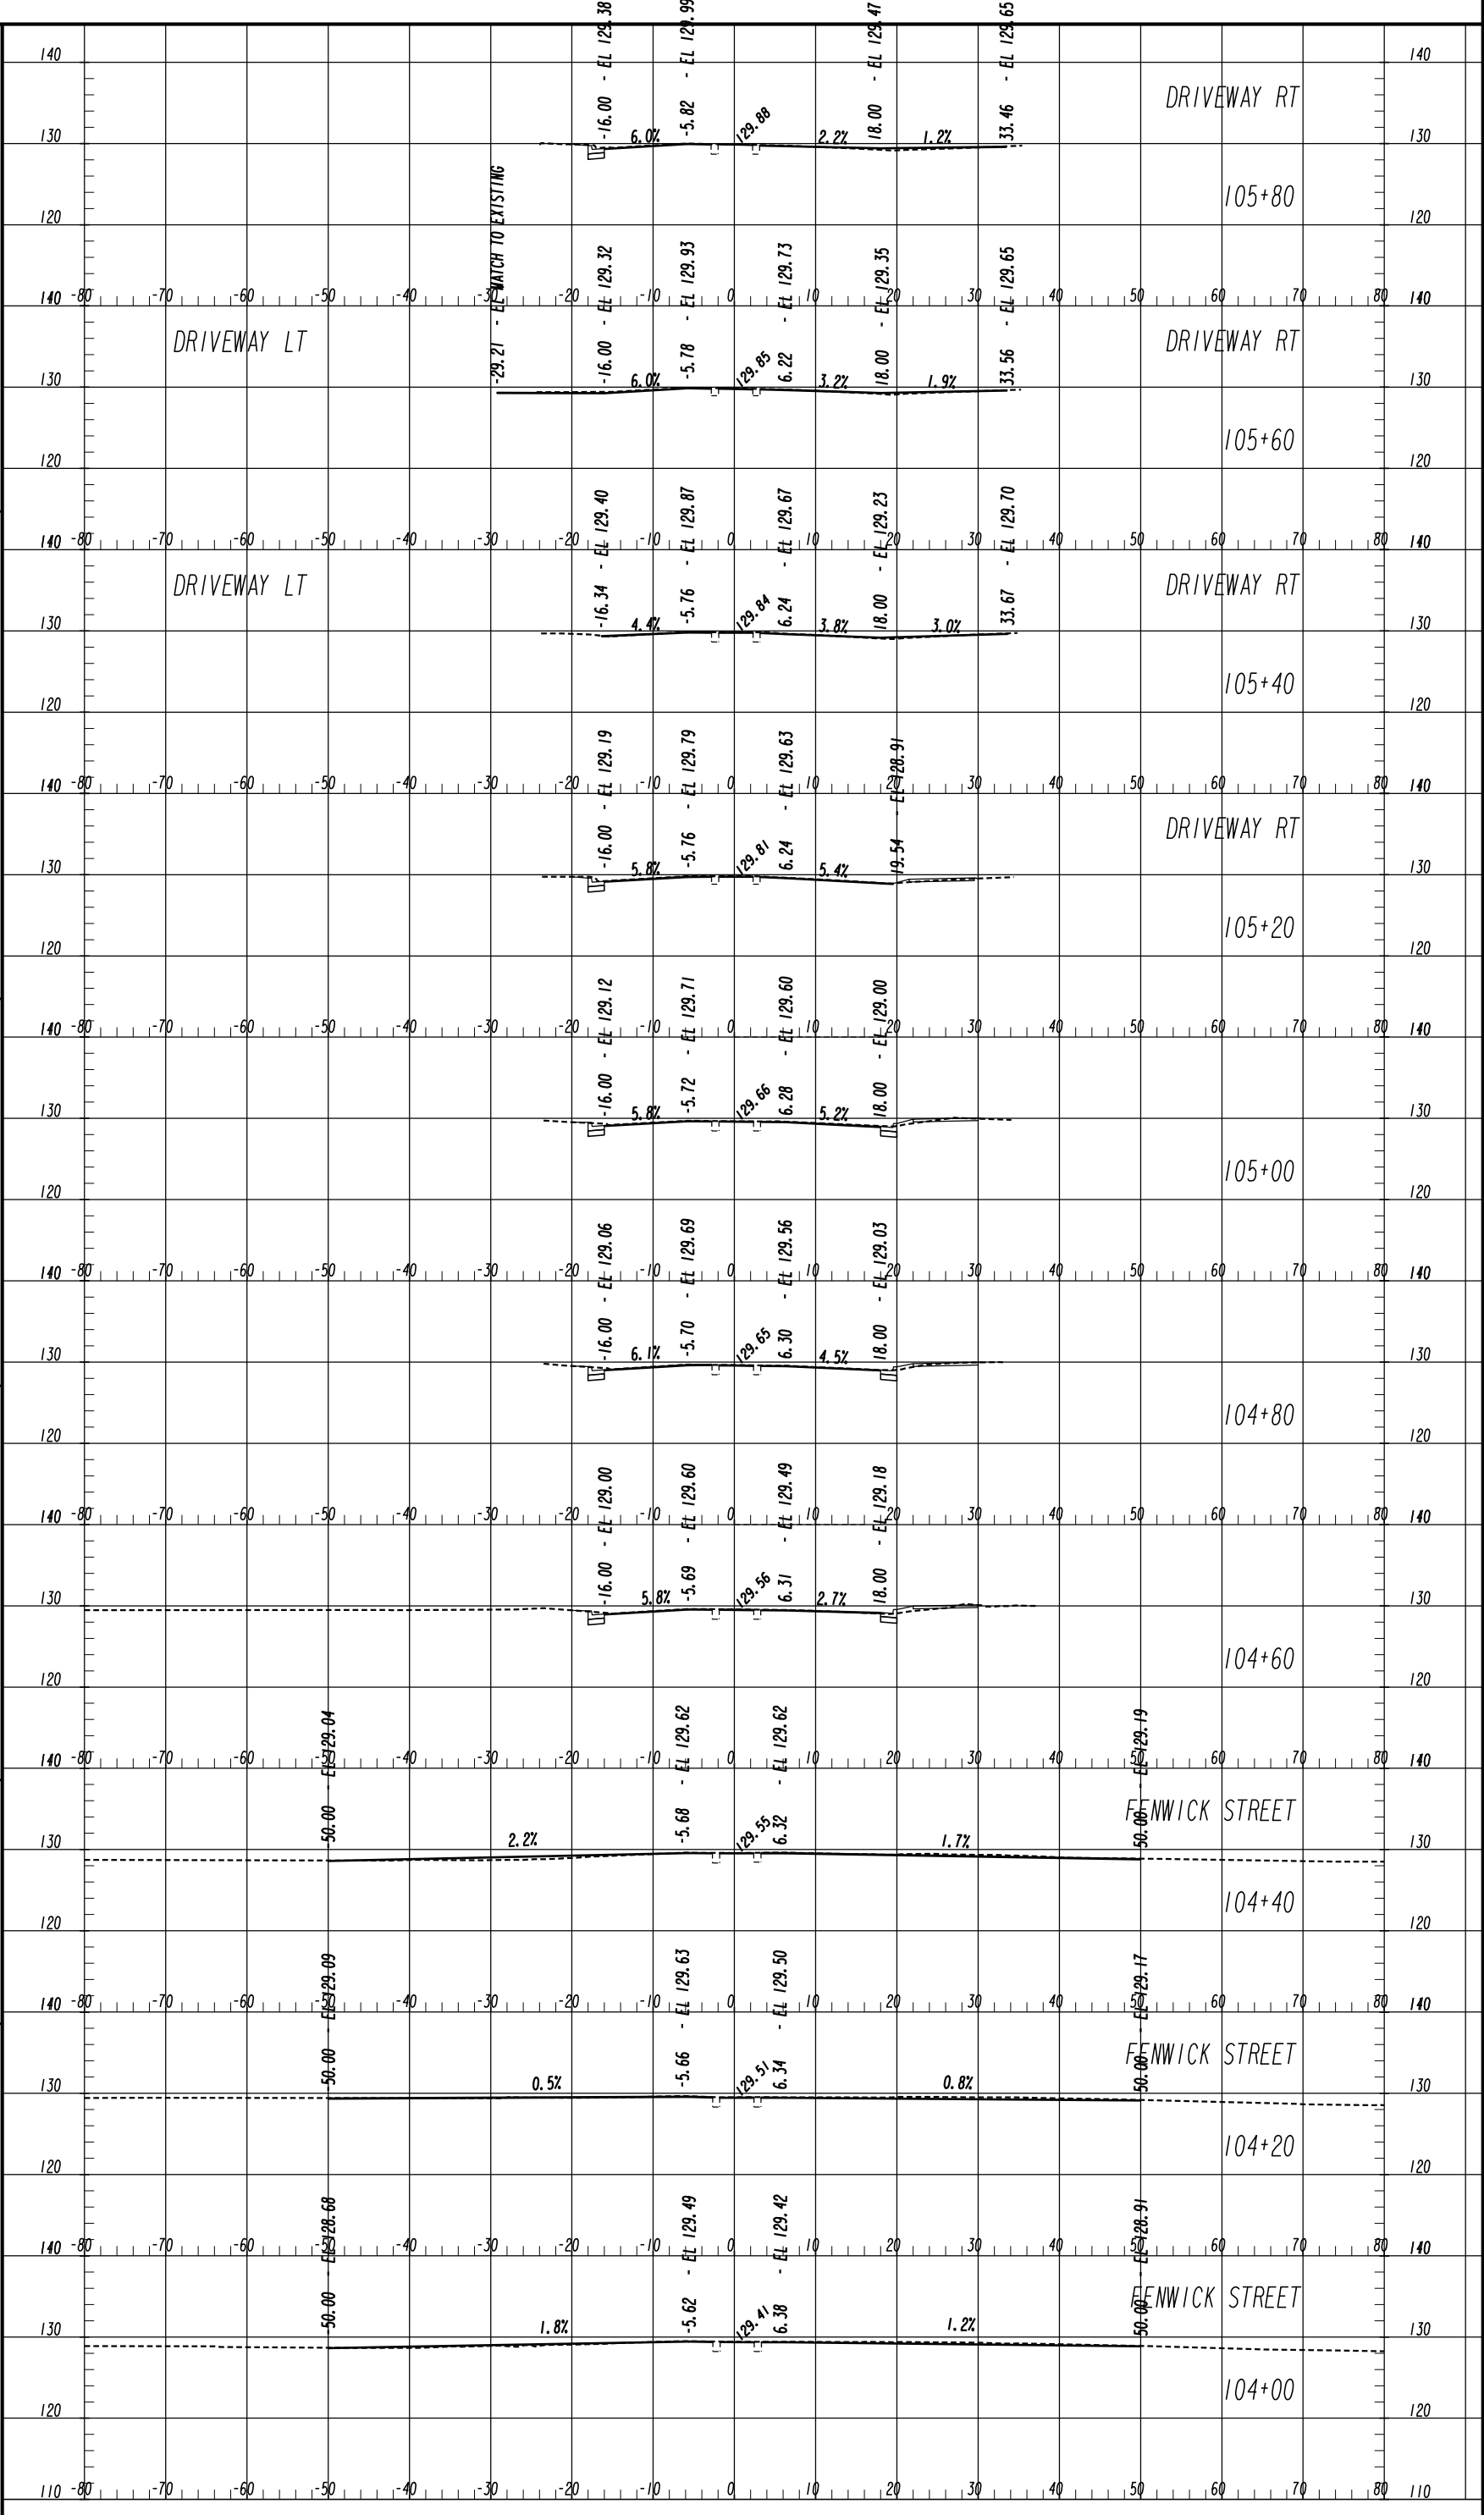 -16.00 - EL 129.38
-5.82 - EL 129.99
18.00 - EL 129.47
33.46 - EL 129.65
140 DRIVEWAY RT 140
130 6.0% 129.88 2.2% 1.2% 130
105+80
120 120
-29.21 - EL MATCH TO EXISTING
-16.00 - EL 129.32
-5.78 - EL 129.93
6.22 - EL 129.73
18.00 - EL 129.35
33.56 - EL 129.65
140 -80 -70 -60 -50 -40 -30 -20 -10 0 10 20 30 40 50 60 70 80 140
DRIVEWAY LT DRIVEWAY RT
130 6.0% 129.85 3.2% 1.9% 130
105+60
120 120
-16.34 - EL 129.40
-5.76 - EL 129.87
6.24 - EL 129.67
18.00 - EL 129.23
33.67 - EL 129.70
140 -80 -70 -60 -50 -40 -30 -20 -10 0 10 20 30 40 50 60 70 80 140
DRIVEWAY LT DRIVEWAY RT
130 4.4% 129.84 3.8% 3.0% 130
105+40
120 120
-16.00 - EL 129.19
-5.76 - EL 129.79
6.24 - EL 129.63
19.54 - EL 128.91
140 -80 -70 -60 -50 -40 -30 -20 -10 0 10 20 30 40 50 60 70 80 140
DRIVEWAY RT
130 5.8% 129.81 5.4% 130
105+20
120 120
-16.00 - EL 129.12
-5.72 - EL 129.71
6.28 - EL 129.60
18.00 - EL 129.00
140 -80 -70 -60 -50 -40 -30 -20 -10 0 10 20 30 40 50 60 70 80 140
130 5.8% 129.66 5.2% 130
105+00
120 120
-16.00 - EL 129.06
-5.70 - EL 129.69
6.30 - EL 129.56
18.00 - EL 129.03
140 -80 -70 -60 -50 -40 -30 -20 -10 0 10 20 30 40 50 60 70 80 140
130 6.1% 129.65 4.5% 130
104+80
120 120
-16.00 - EL 129.00
-5.69 - EL 129.60
6.31 - EL 129.49
18.00 - EL 129.18
140 -80 -70 -60 -50 -40 -30 -20 -10 0 10 20 30 40 50 60 70 80 140
130 5.8% 129.56 2.7% 130
104+60
120 120
-50.00 - EL 129.04
-5.68 - EL 129.62
6.32 - EL 129.62
50.00 - EL 129.19
140 -80 -70 -60 -50 -40 -30 -20 -10 0 10 20 30 40 50 60 70 80 140
FENWICK STREET
130 2.2% 129.55 1.7% 130
104+40
120 120
-50.00 - EL 129.09
-5.66 - EL 129.63
6.34 - EL 129.50
50.00 - EL 129.17
140 -80 -70 -60 -50 -40 -30 -20 -10 0 10 20 30 40 50 60 70 80 140
FENWICK STREET
130 0.5% 129.51 0.8% 130
104+20
120 120
-50.00 - EL 128.68
-5.62 - EL 129.49
6.38 - EL 129.42
50.00 - EL 128.91
140 -80 -70 -60 -50 -40 -30 -20 -10 0 10 20 30 40 50 60 70 80 140
FENWICK STREET
130 1.8% 129.41 1.2% 130
104+00
120 120
110 -80 -70 -60 -50 -40 -30 -20 -10 0 10 20 30 40 50 60 70 80 110